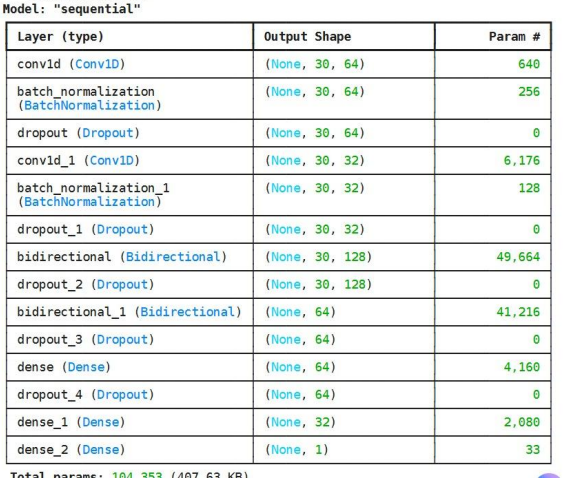 Model: "sequential"
Layer (type) Output Shape Param #
conv1d (Conv1D) (None, 30, 64) 640
batch_normalization (None, 30, 64) 256
(BatchNormalization)
dropout (Dropout) (None, 30, 64) 0
conv1d_1 (Conv1D) (None, 30, 32) 6,176
batch_normalization_1 (None, 30, 32) 128
(BatchNormalization)
dropout_1 (Dropout) (None, 30, 32) 0
bidirectional (Bidirectional) (None, 30, 128) 49,664
dropout_2 (Dropout) (None, 30, 128) 0
bidirectional_1 (Bidirectional) (None, 64) 41,216
dropout_3 (Dropout) (None, 64) 0
dense (Dense) (None, 64) 4,160
dropout_4 (Dropout) (None, 64) 0
dense_1 (Dense) (None, 32) 2,080
dense_2 (Dense) (None, 1) 33
Total params: 104,353 (407.63 KB)